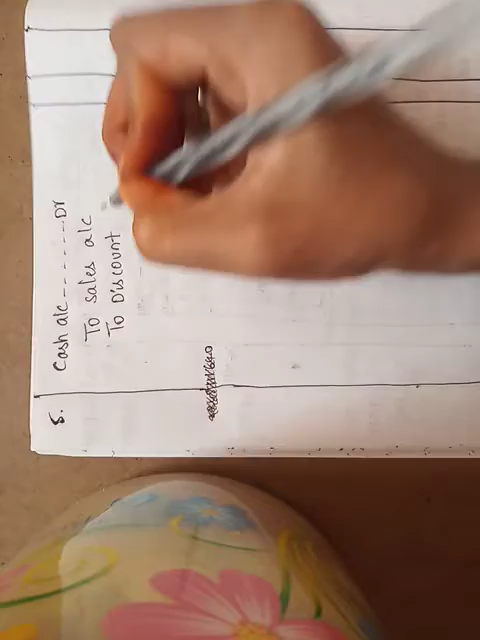 5.
Cash a/c ------- Dr
To sales a/c
To Discount